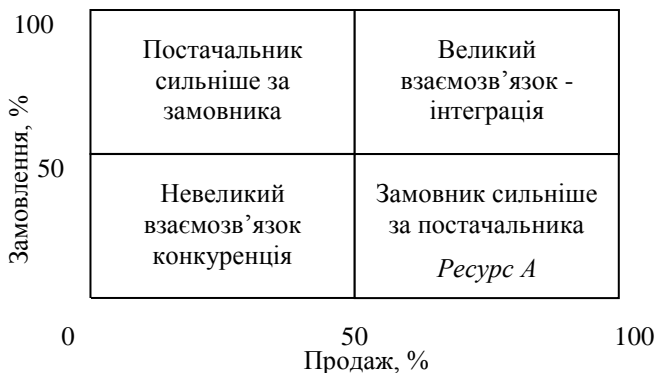 100
Постачальник
сильніше за
замовника
Великий
взаємозв’язок -
інтеграція
Замовлення, %
50
Невеликий
взаємозв’язок
конкуренція
Замовник сильніше
за постачальника
Ресурс А
0
50
100
Продаж, %